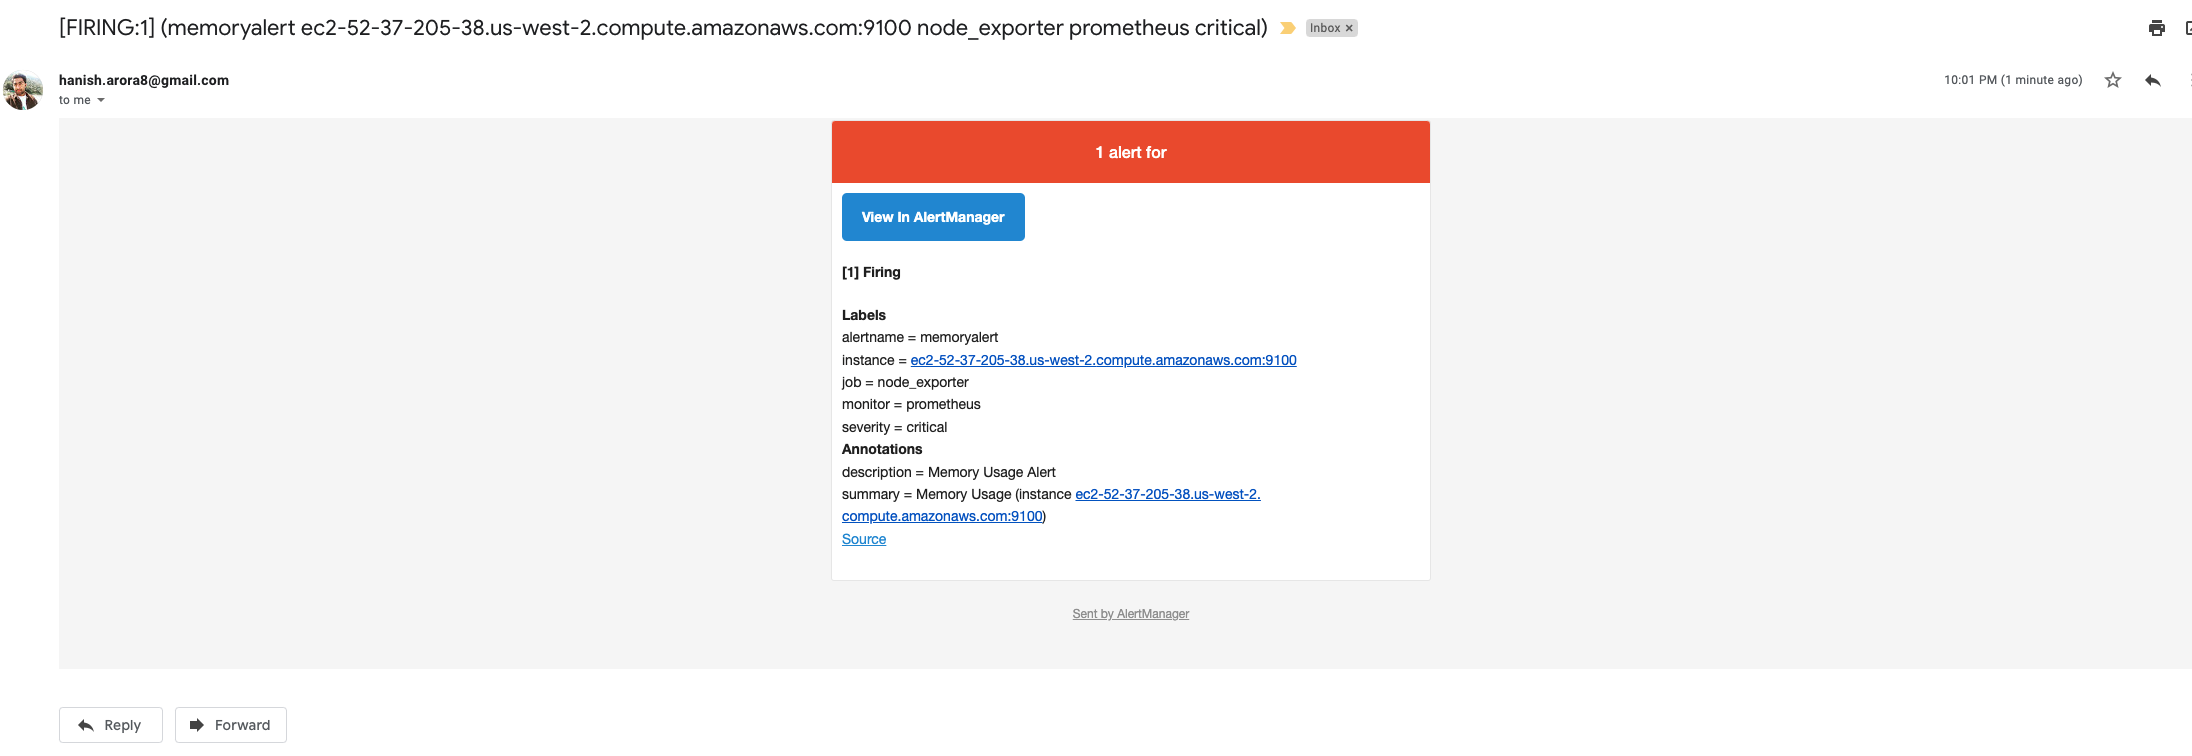 [FIRING:1] (memoryalert ec2-52-37-205-38.us-west-2.compute.amazonaws.com:9100 node_exporter prometheus critical) Inbox ×
hanish.arora8@gmail.com
10:01 PM (1 minute ago)
to me
1 alert for
View In AlertManager
[1] Firing
Labels
alertname = memoryalert
instance = ec2-52-37-205-38.us-west-2.compute.amazonaws.com:9100
job = node_exporter
monitor = prometheus
severity = critical
Annotations
description = Memory Usage Alert
summary = Memory Usage (instance ec2-52-37-205-38.us-west-2.
compute.amazonaws.com:9100)
Source
Sent by AlertManager
Reply
Forward